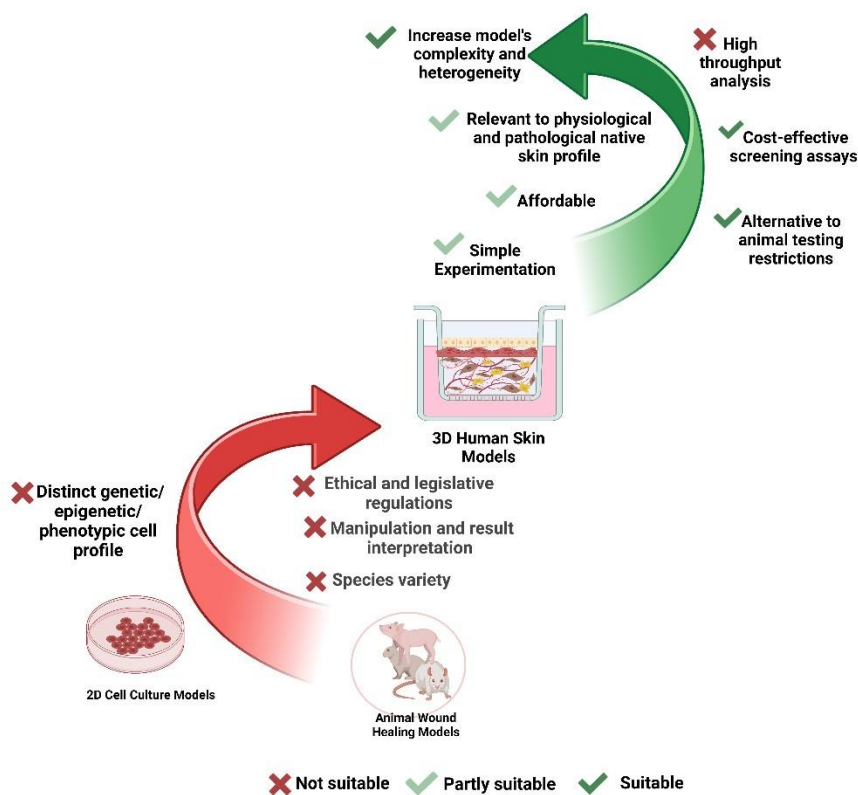 Increase model's
complexity and
heterogeneity
High
throughput
analysis
Relevant to physiological
and pathological native
skin profile
Cost-effective
screening assays
Affordable
Alternative to
animal testing
restrictions
Simple
Experimentation
3D Human Skin
Models
Distinct genetic/
epigenetic/
phenotypic cell
profile
Ethical and legislative
regulations
Manipulation and result
interpretation
Species variety
2D Cell Culture Models
Animal Wound
Healing Models
Not suitable
Partly suitable
Suitable